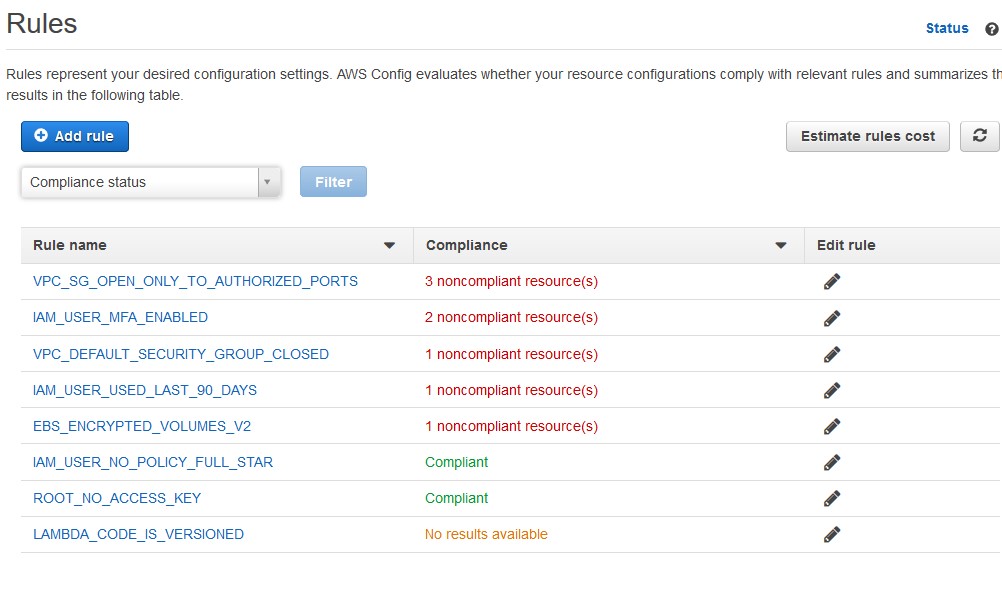 Rules
Status
Rules represent your desired configuration settings. AWS Config evaluates whether your resource configurations comply with relevant rules and summarizes
results in the following table.
Add rule
Estimate rules cost
Compliance status
Filter
Rule name Compliance Edit rule
VPC_SG_OPEN_ONLY_TO_AUTHORIZED_PORTS 3 noncompliant resource(s)
IAM_USER_MFA_ENABLED 2 noncompliant resource(s)
VPC_DEFAULT_SECURITY_GROUP_CLOSED 1 noncompliant resource(s)
IAM_USER_USED_LAST_90_DAYS 1 noncompliant resource(s)
EBS_ENCRYPTED_VOLUMES_V2 1 noncompliant resource(s)
IAM_USER_NO_POLICY_FULL_STAR Compliant
ROOT_NO_ACCESS_KEY Compliant
LAMBDA_CODE_IS_VERSIONED No results available